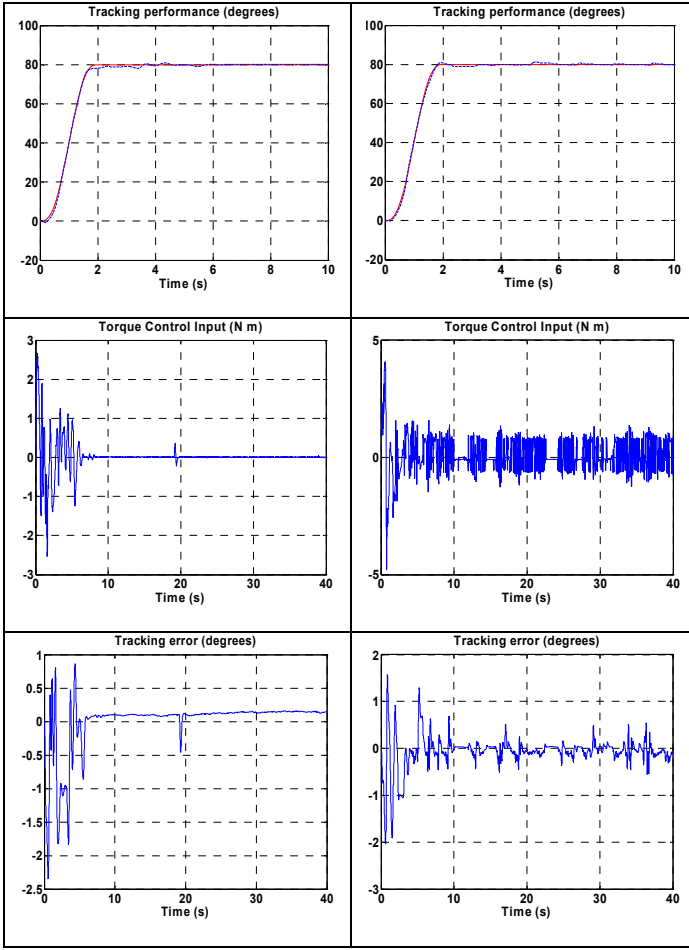 Tracking performance (degrees)
100
80
60
40
20
0
-20
0 2 4 6 8 10
Time (s)
Tracking performance (degrees)
100
80
60
40
20
0
-20
0 2 4 6 8 10
Time (s)
Torque Control Input (N m)
3
2
1
0
-1
-2
-3
0 10 20 30 40
Time (s)
Torque Control Input (N m)
5
0
-5
0 10 20 30 40
Time (s)
Tracking error (degrees)
1
0.5
0
-0.5
-1
-1.5
-2
-2.5
0 10 20 30 40
Time (s)
Tracking error (degrees)
2
1
0
-1
-2
-3
0 10 20 30 40
Time (s)